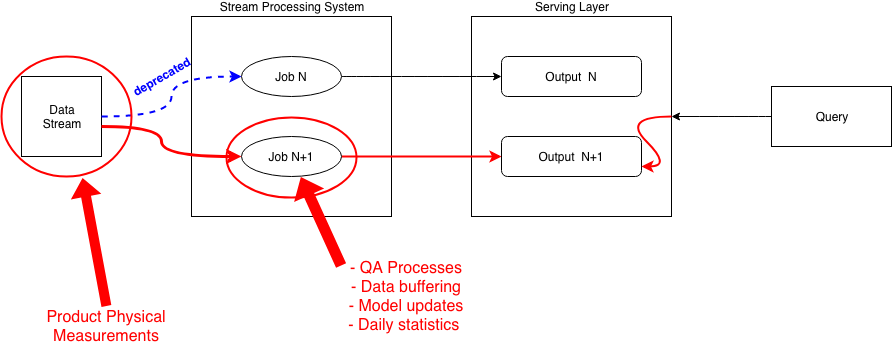 Stream Processing System
Serving Layer
deprecated
Job N
Output N
Data
Stream
Query
Job N+1
Output N+1
- QA Processes
- Data buffering
- Model updates
- Daily statistics
Product Physical
Measurements